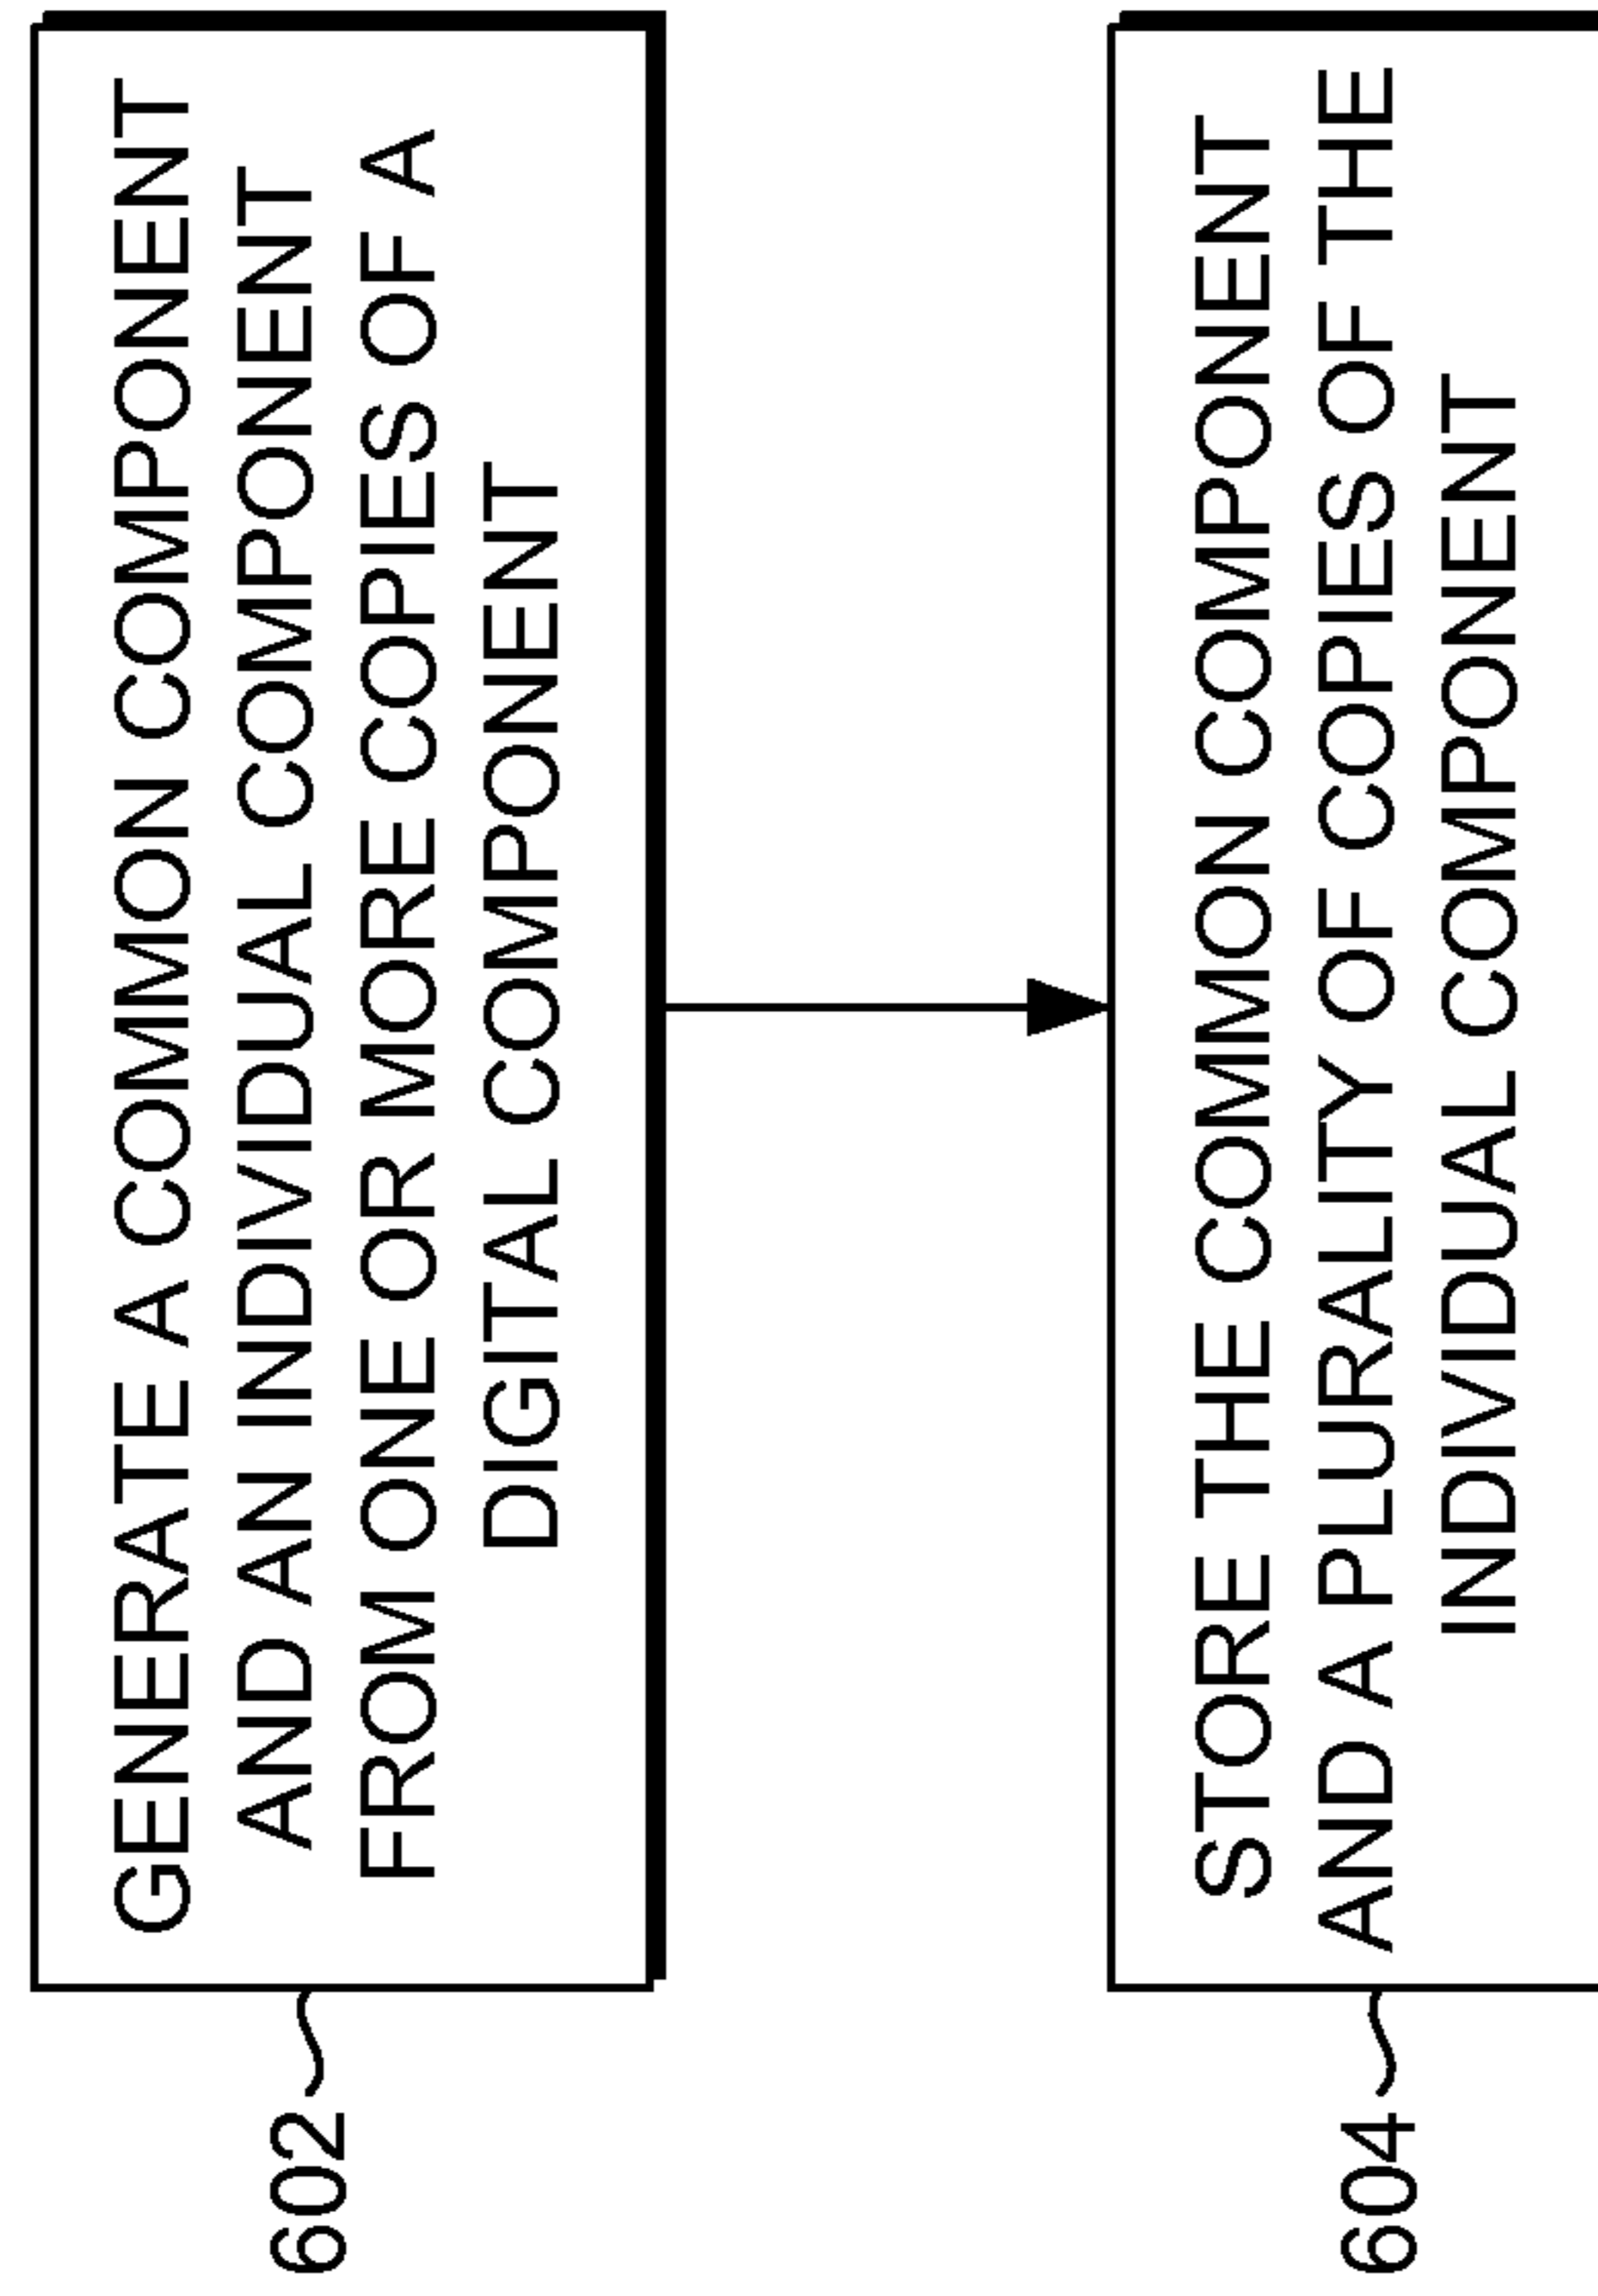 GENERATE A COMMON COMPONENT
AND AN INDIVIDUAL COMPONENT
FROM ONE OR MORE COPIES OF A
DIGITAL COMPONENT
602
STORE THE COMMON COMPONENT
AND A PLURALITY OF COPIES OF THE
INDIVIDUAL COMPONENT
604